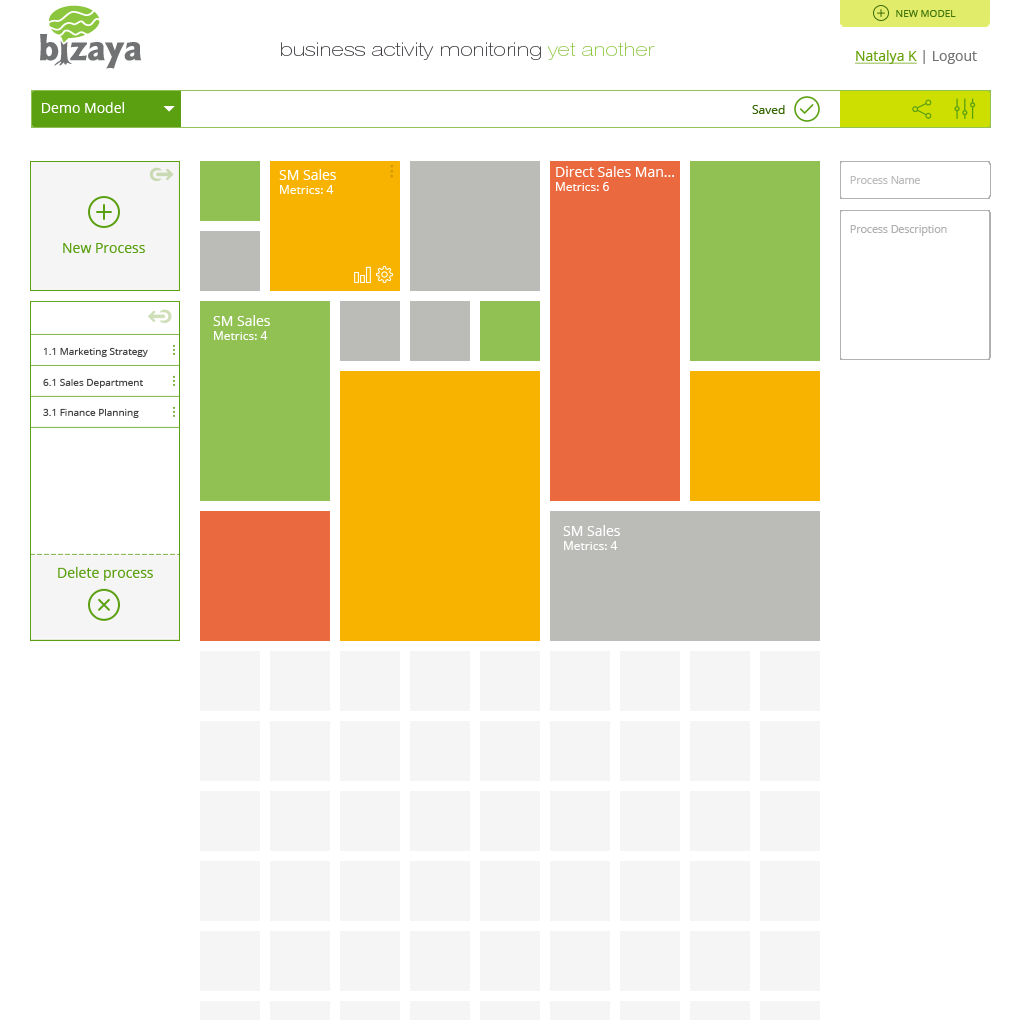 NEW MODEL
bizaya
business activity monitoring yet another
Natalya K | Logout
Demo Model
Saved
New Process
1.1 Marketing Strategy
6.1 Sales Department
3.1 Finance Planning
Delete process
SM Sales
Metrics: 4
Direct Sales Man...
Metrics: 6
SM Sales
Metrics: 4
SM Sales
Metrics: 4
Process Name
Process Description